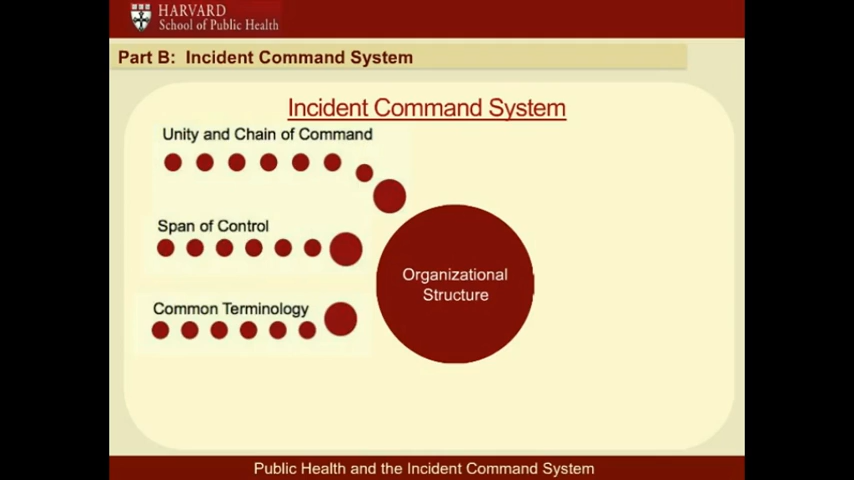 HARVARD
School of Public Health
Part B: Incident Command System
Incident Command System
Unity and Chain of Command
Span of Control
Organizational
Structure
Common Terminology
Public Health and the Incident Command System